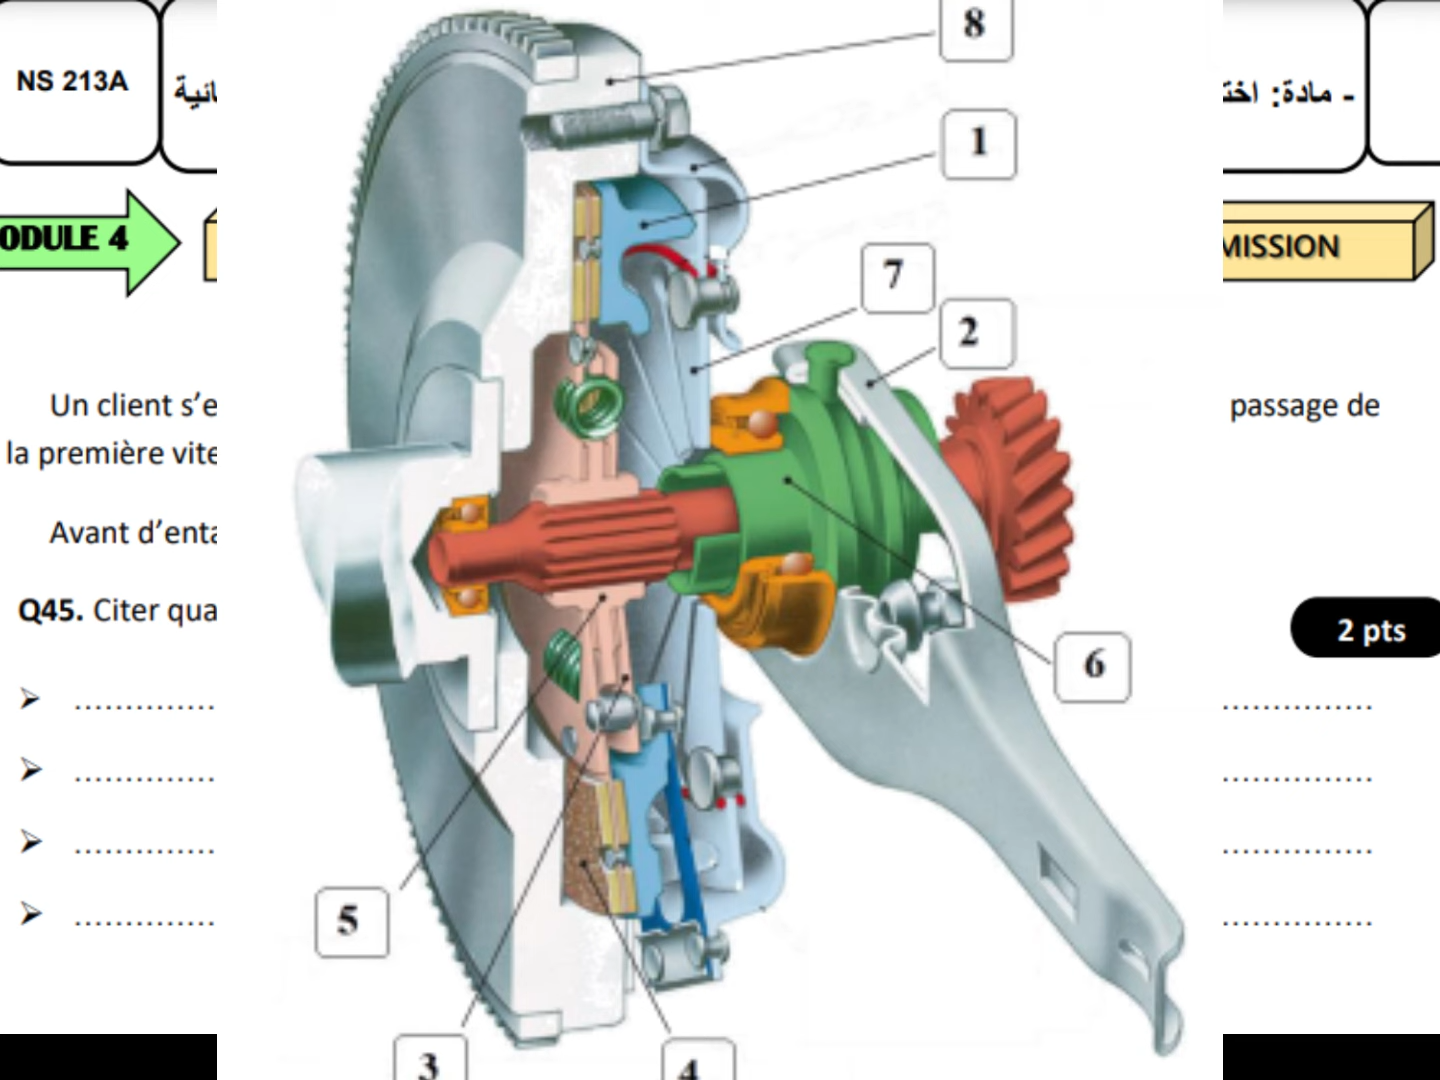 NS 213A
- مادة:
8
1
ODULE 4
MISSION
7
2
Un client s’e
passage de
la première vite
Avant d’enta
Q45. Citer qua
2 pts
6
5
3
4